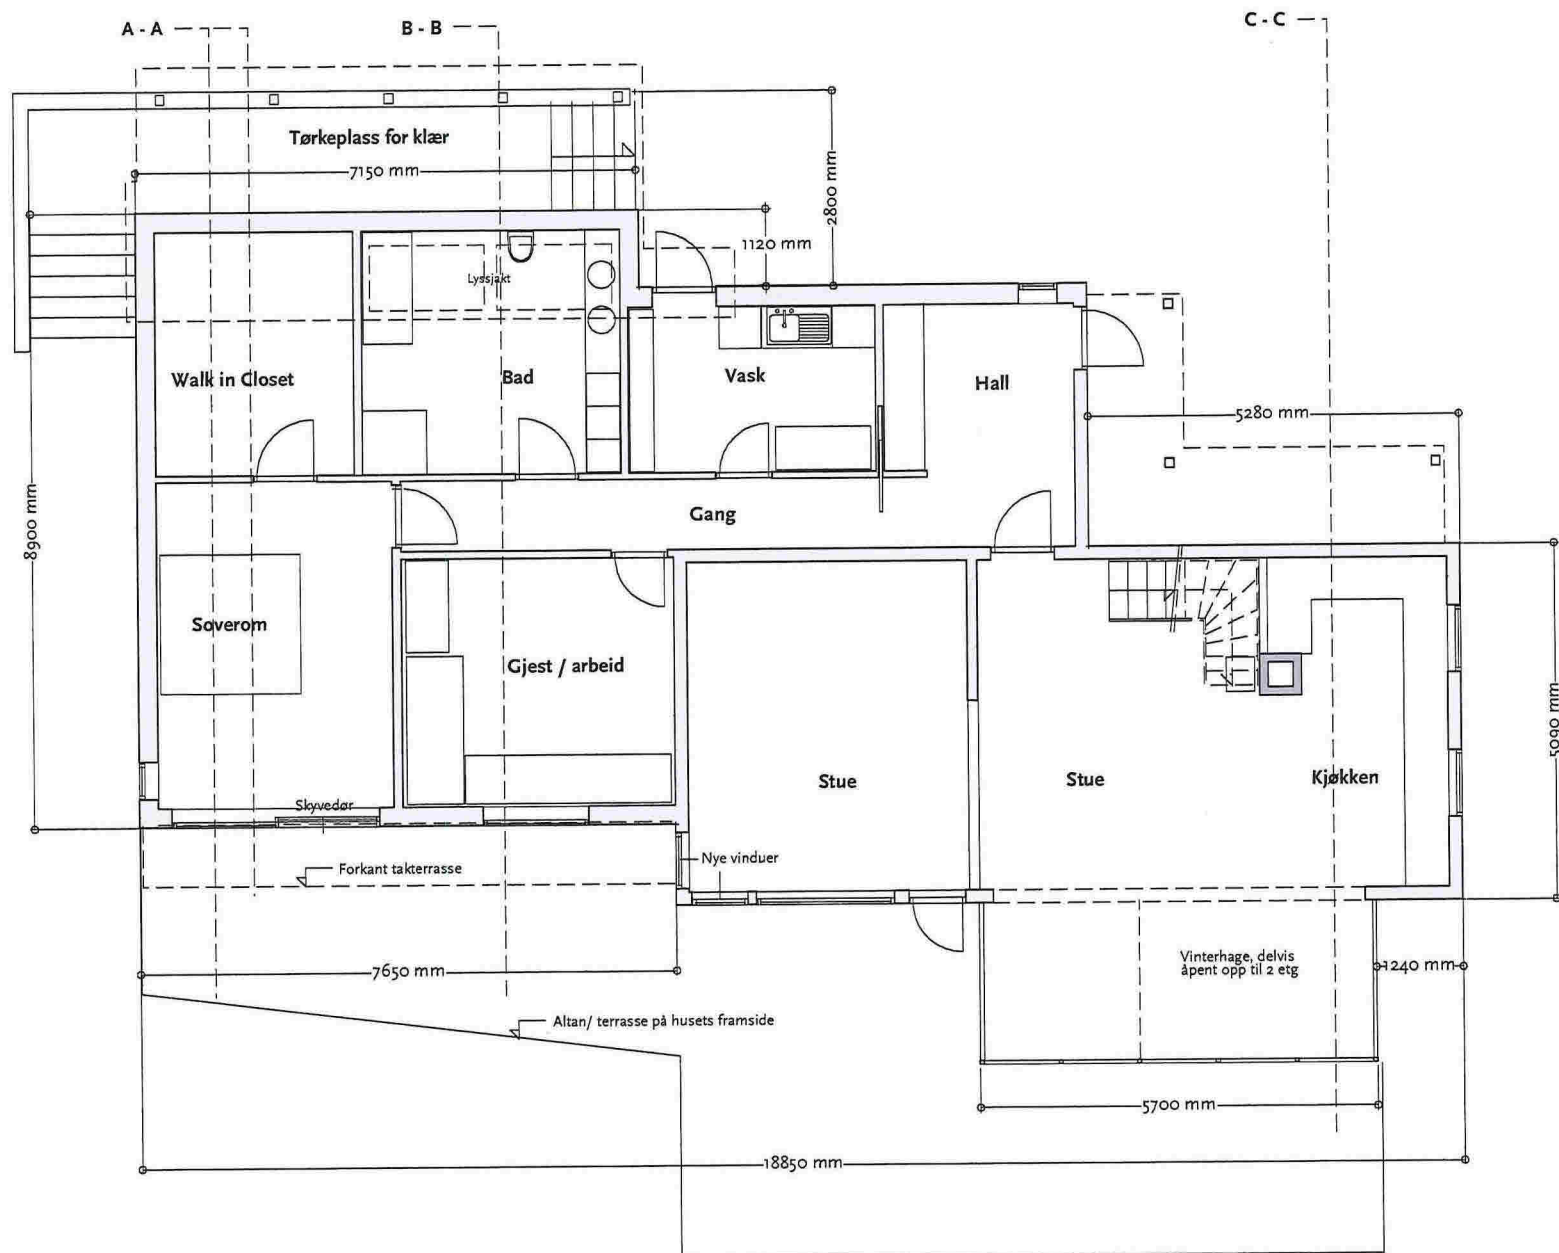 A - A
B - B
C - C
Tørkeplass for klær
7150 mm
2800 mm
1120 mm
Lyssjakt
Walk in Closet
Bad
Vask
Hall
5280 mm
8900 mm
Gang
Soverom
Gjest / arbeid
Stue
Stue
Kjøkken
5090 mm
Skyvedør
Forkant takterrasse
Nye vinduer
7650 mm
Vinterhage, delvis
åpent opp til 2 etg
1240 mm
Altan/ terrasse på husets framside
5700 mm
18850 mm